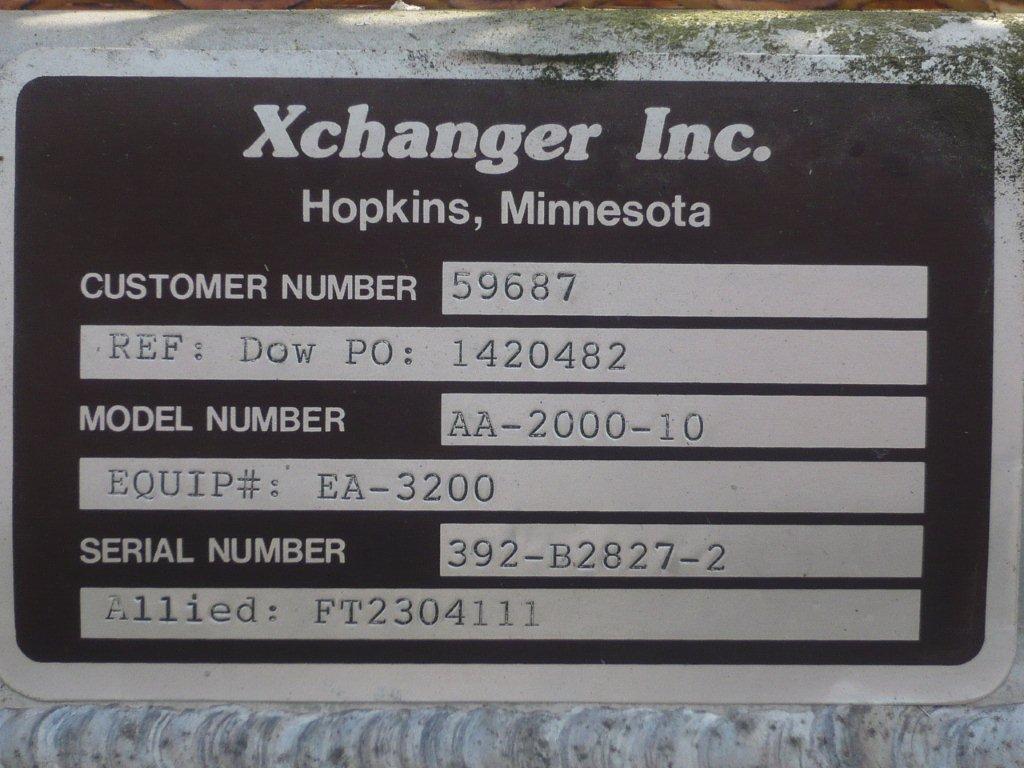 Xchanger Inc.
Hopkins, Minnesota
CUSTOMER NUMBER 59687
REF: Dow PO: 1420482
MODEL NUMBER AA-2000-10
EQUIP#: EA-3200
SERIAL NUMBER 392-B2827-2
Allied: FT2304111